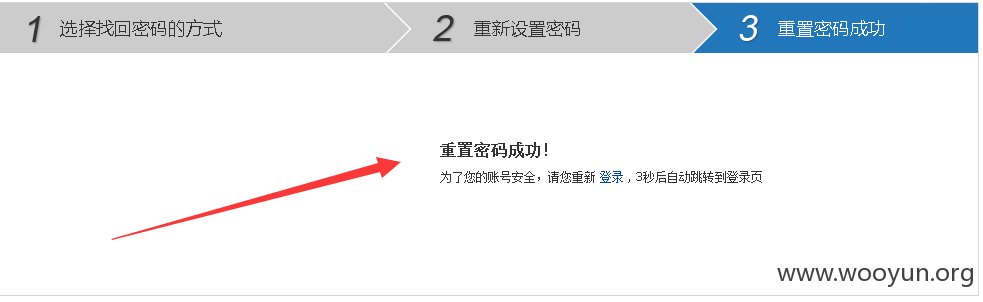 1 选择找回密码的方式 2 重新设置密码 3 重置密码成功
重置密码成功！
为了您的账号安全，请您重新 登录，3秒后自动跳转到登录页
www.wooyun.org